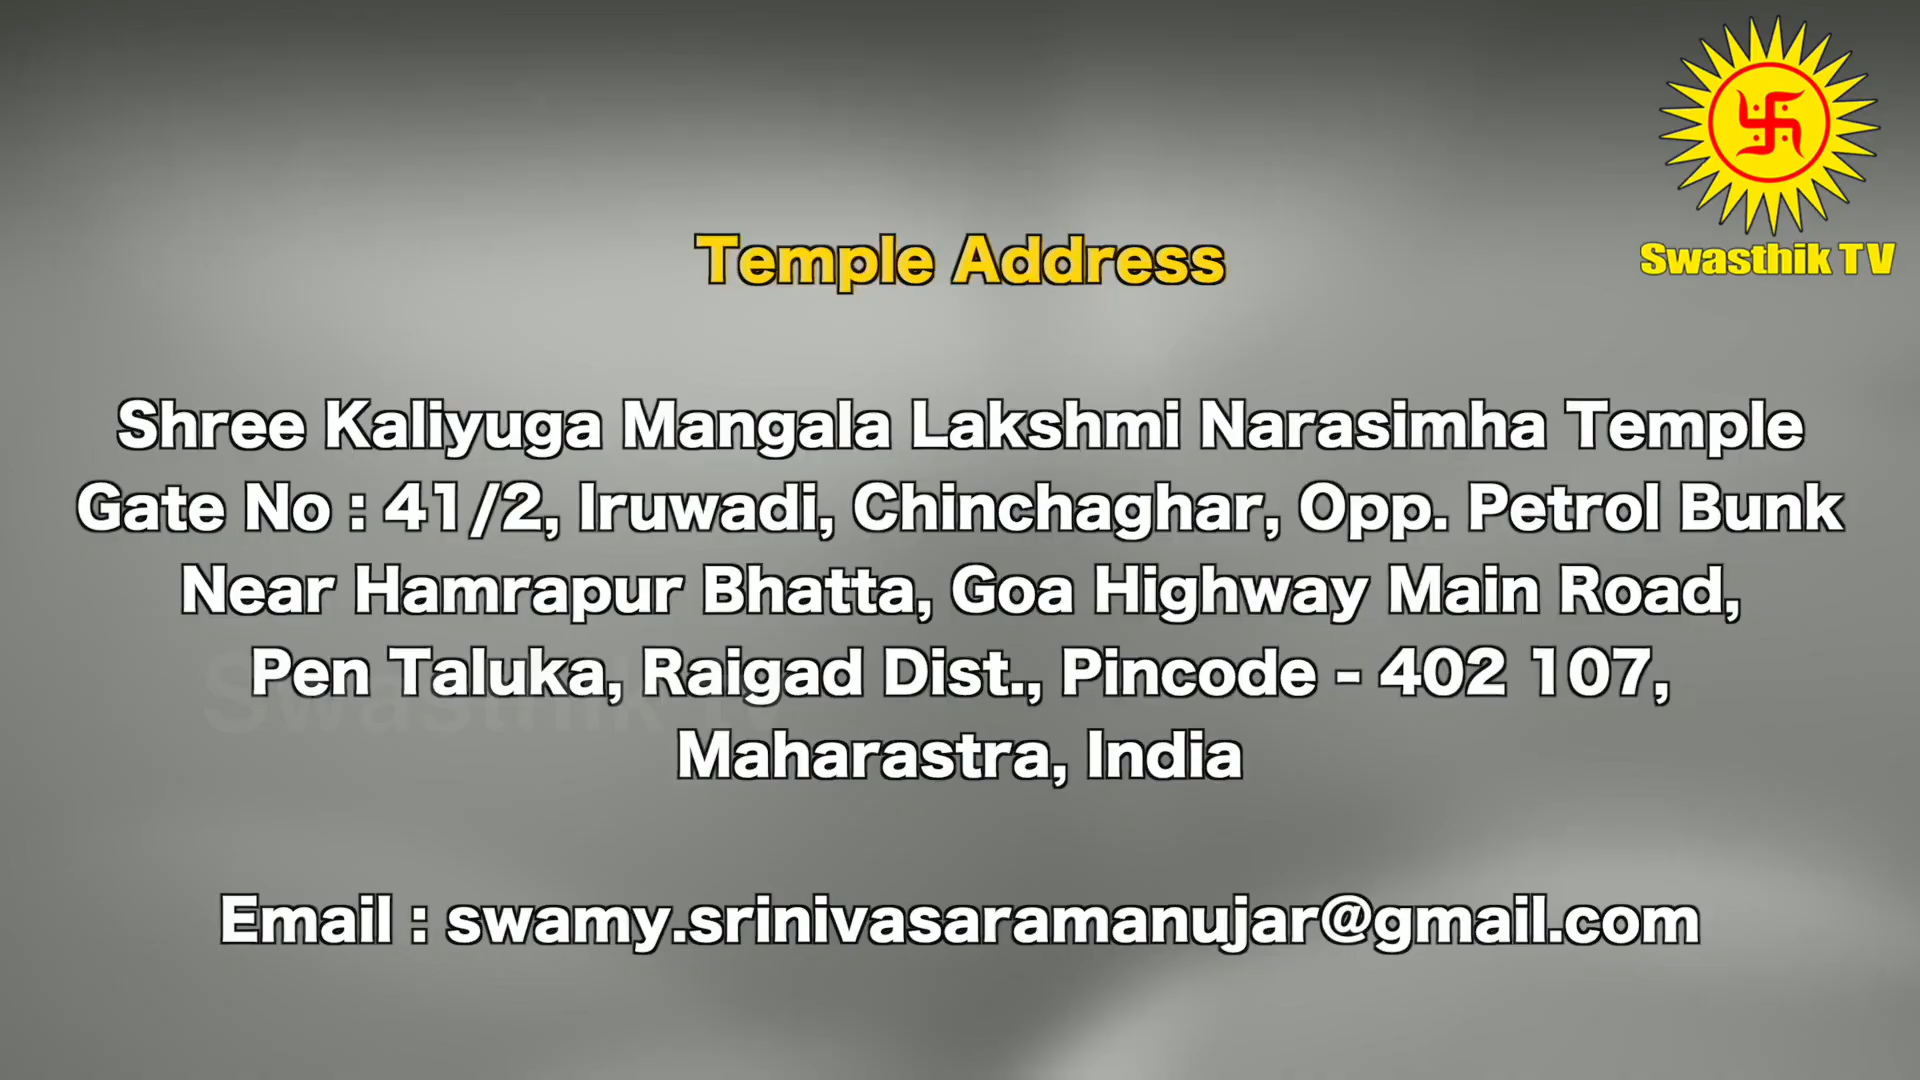 Swasthik TV
Temple Address
Shree Kaliyuga Mangala Lakshmi Narasimha Temple
Gate No : 41/2, Iruwadi, Chinchaghar, Opp. Petrol Bunk
Near Hamrapur Bhatta, Goa Highway Main Road,
Pen Taluka, Raigad Dist., Pincode - 402 107,
Swasthik TV
Maharastra, India
Email : swamy.srinivasaramanujar@gmail.com